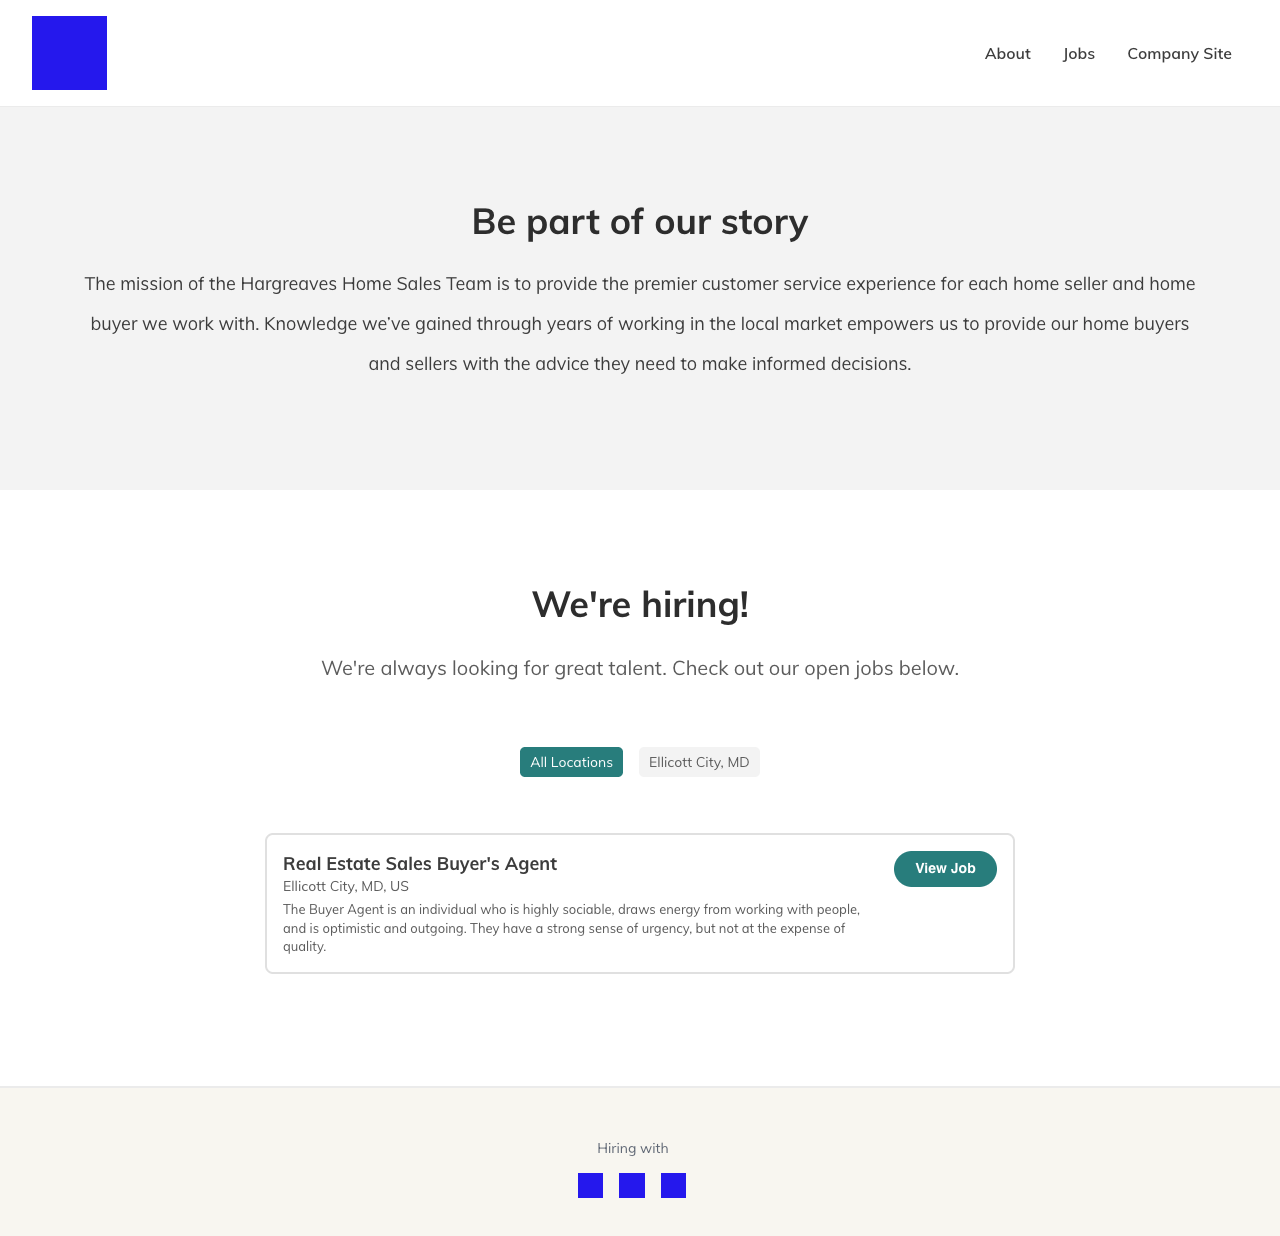 About
Jobs
Company Site
Be part of our story
The mission of the Hargreaves Home Sales Team is to provide the premier customer service experience for each home seller and home
buyer we work with. Knowledge we've gained through years of working in the local market empowers us to provide our home buyers
and sellers with the advice they need to make informed decisions.
We're hiring!
We're always looking for great talent. Check out our open jobs below.
All Locations
Ellicott City, MD
Real Estate Sales Buyer's Agent
View Job
Ellicott City, MD, US
The Buyer Agent is an individual who is highly sociable, draws energy from working with people,
and is optimistic and outgoing. They have a strong sense of urgency, but not at the expense of
quality.
Hiring with